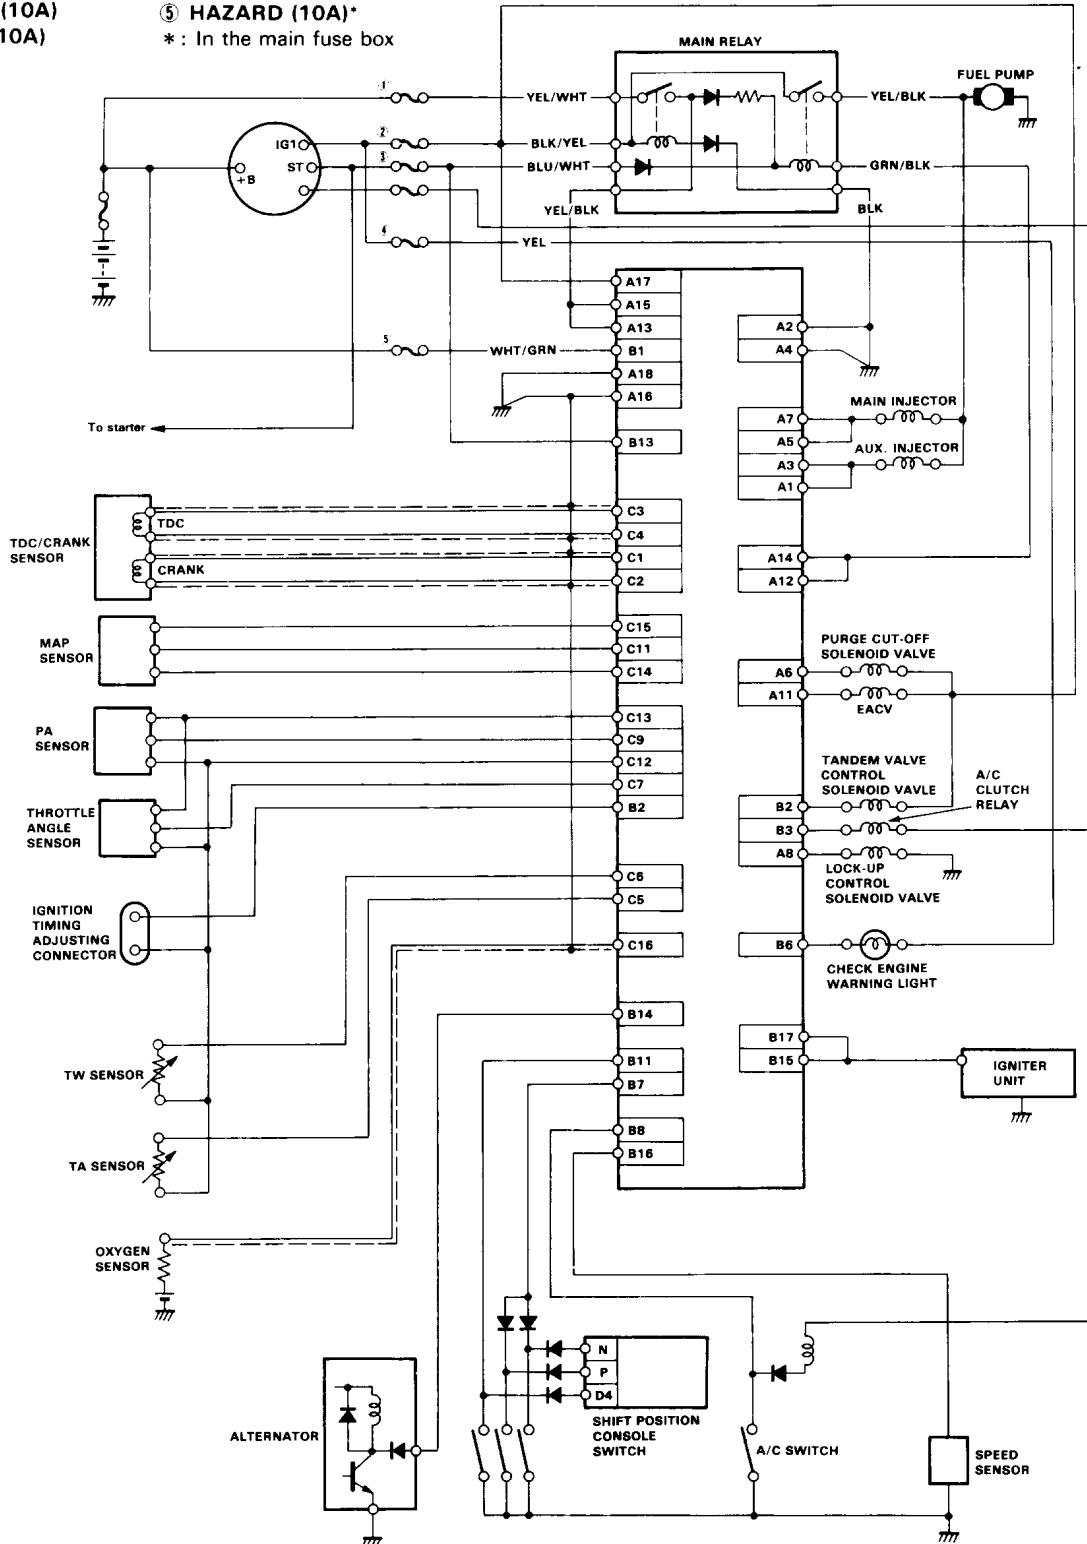 (10A)
10A)
⑤ HAZARD (10A)*
*: In the main fuse box
MAIN RELAY
FUEL PUMP
1
YEL/WHT
YEL/BLK
IG1
2
BLK/YEL
ST
3
BLU/WHT
GRN/BLK
+B
YEL/BLK
BLK
4
YEL
A17
A15
A13
A2
5
WHT/GRN
B1
A4
A18
A16
MAIN INJECTOR
A7
To starter
B13
A5
AUX. INJECTOR
A3
A1
C3
TDC
TDC/CRANK
SENSOR
C4
C1
A14
CRANK
C2
A12
MAP
SENSOR
C15
C11
C14
PURGE CUT-OFF
SOLENOID VALVE
A6
A11
EACV
PA
SENSOR
C13
C9
C12
TANDEM VALVE
CONTROL
SOLENOID VAVLE
A/C
CLUTCH
RELAY
C7
THROTTLE
ANGLE
SENSOR
B2
B2
B3
A8
LOCK-UP
CONTROL
SOLENOID VALVE
C6
C5
IGNITION
TIMING
ADJUSTING
CONNECTOR
C16
B6
CHECK ENGINE
WARNING LIGHT
B14
B17
TW SENSOR
B11
B15
IGNITER
UNIT
B7
B8
TA SENSOR
B16
OXYGEN
SENSOR
N
P
D4
SHIFT POSITION
CONSOLE
SWITCH
ALTERNATOR
A/C SWITCH
SPEED
SENSOR